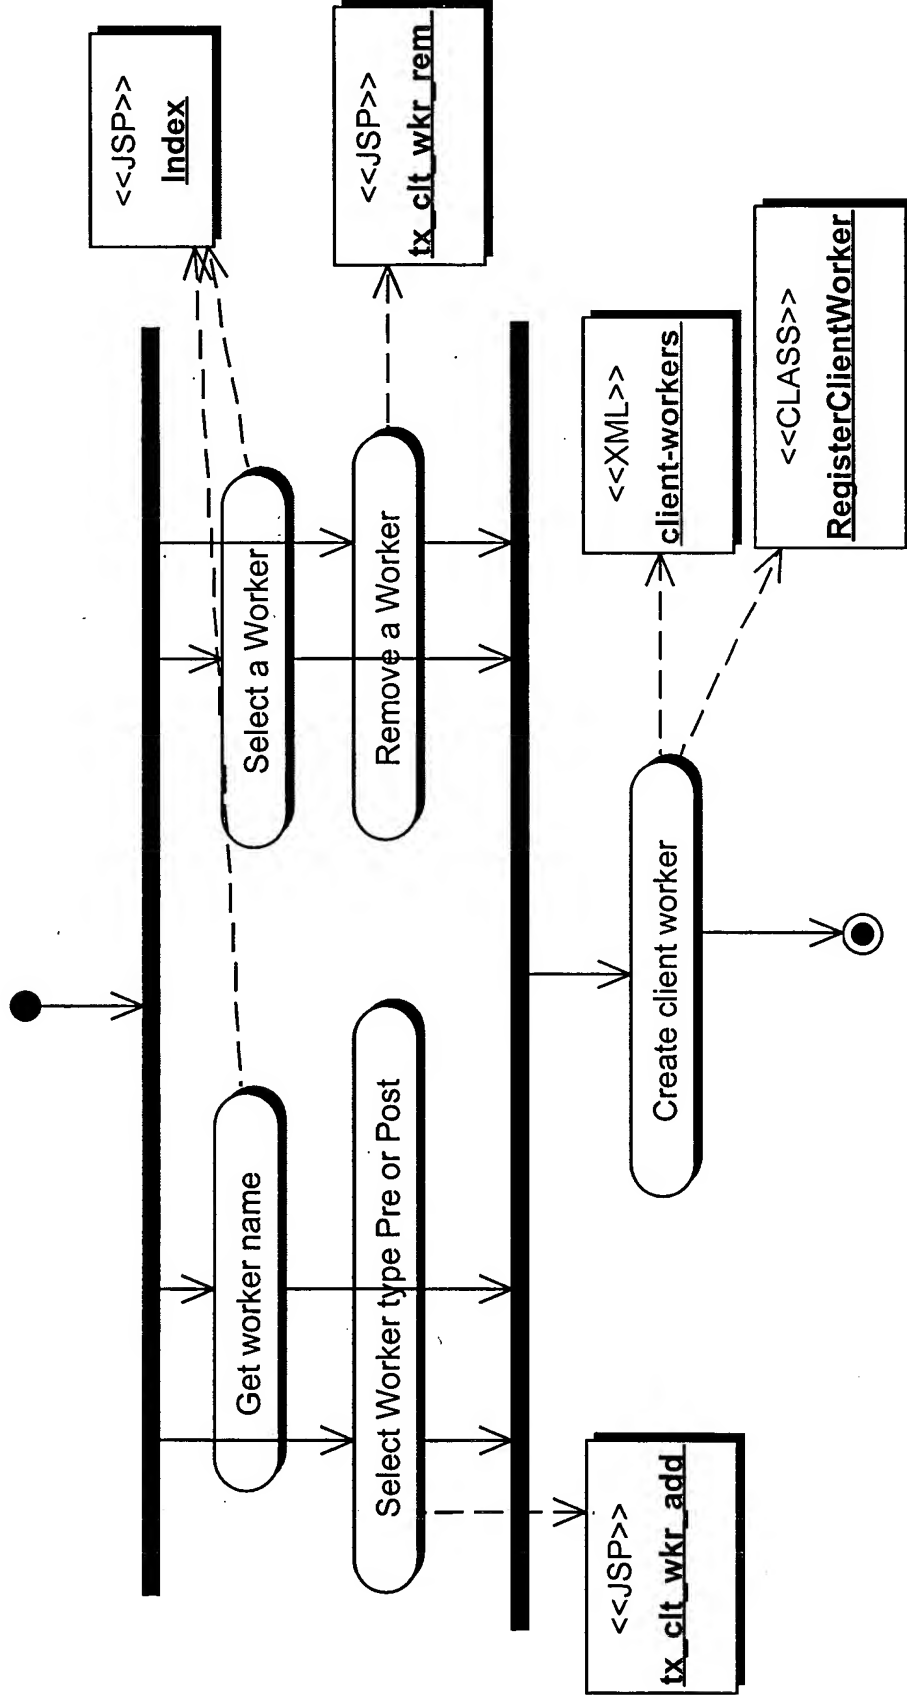 <<JSP>>
Index
<<JSP>>
tx_clt_wkr_rem
Get worker name
Select a Worker
Select Worker type Pre or Post
Remove a Worker
<<JSP>>
tx_clt_wkr_add
Create client worker
<<XML>>
client-workers
<<CLASS>>
RegisterClientWorker